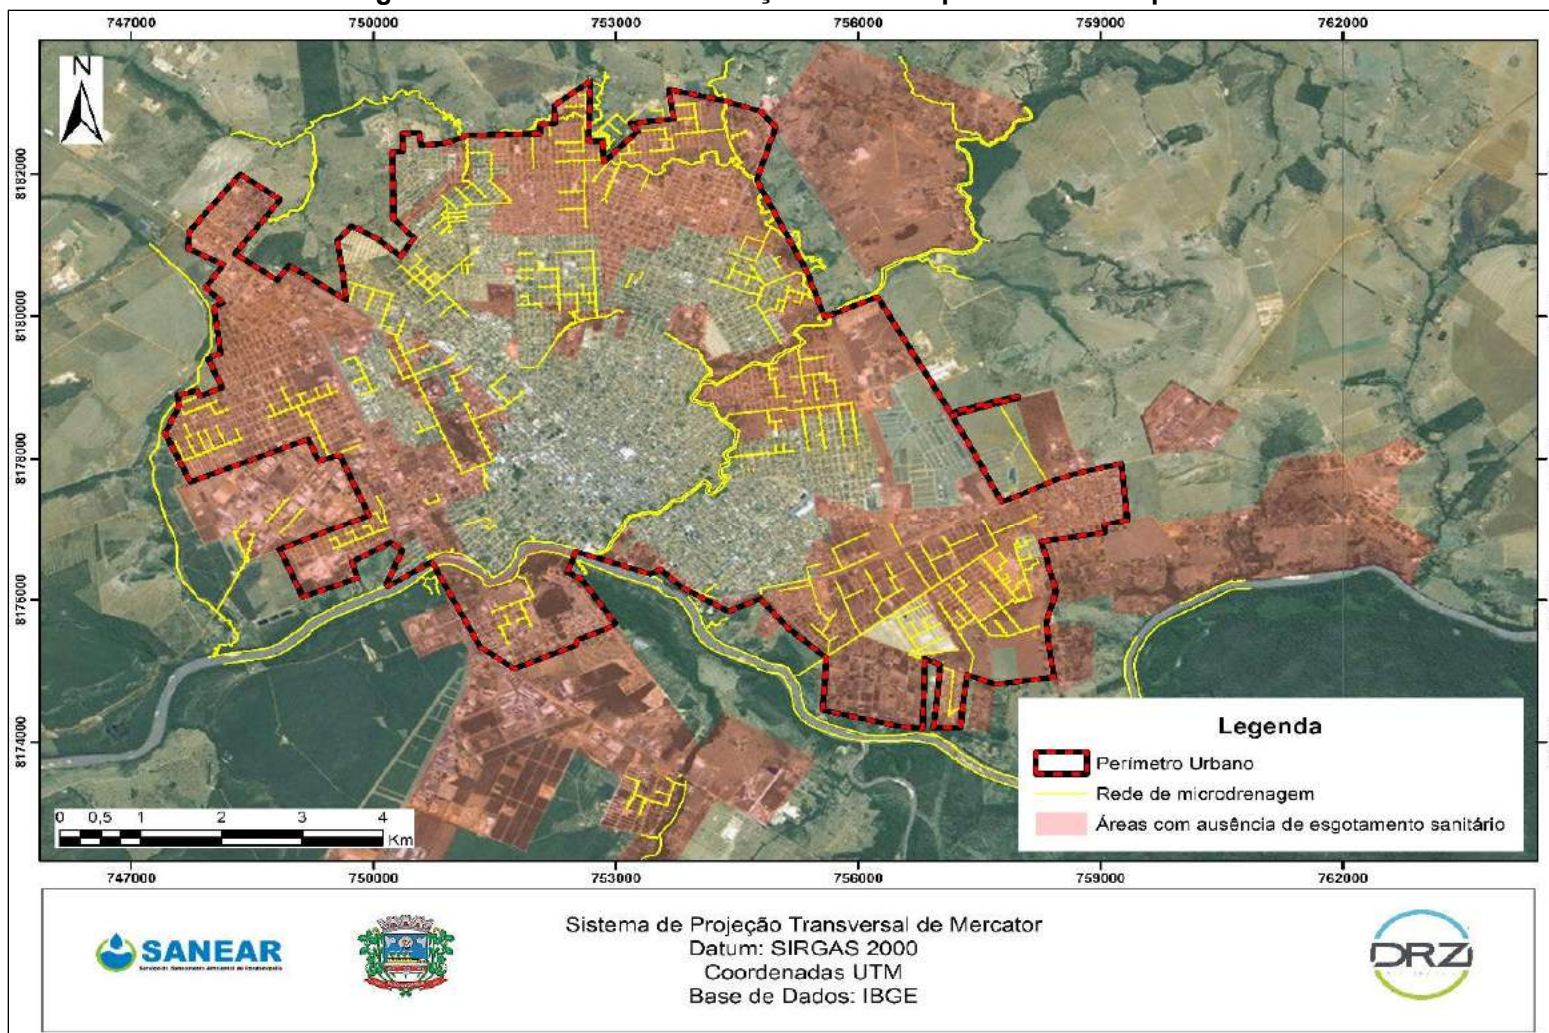 747000 750000 753000 756000 759000 762000
N
8182000
8180000
8178000
8176000
8174000
Legenda
Perímetro Urbano
Rede de microdrenagem
Áreas com ausência de esgotamento sanitário
0 0,5 1 2 3 4
Km
747000 750000 753000 756000 759000 762000
SANEAR
Sistema de Projeção Transversal de Mercator
Datum: SIRGAS 2000
Coordenadas UTM
Base de Dados: IBGE
DRZ